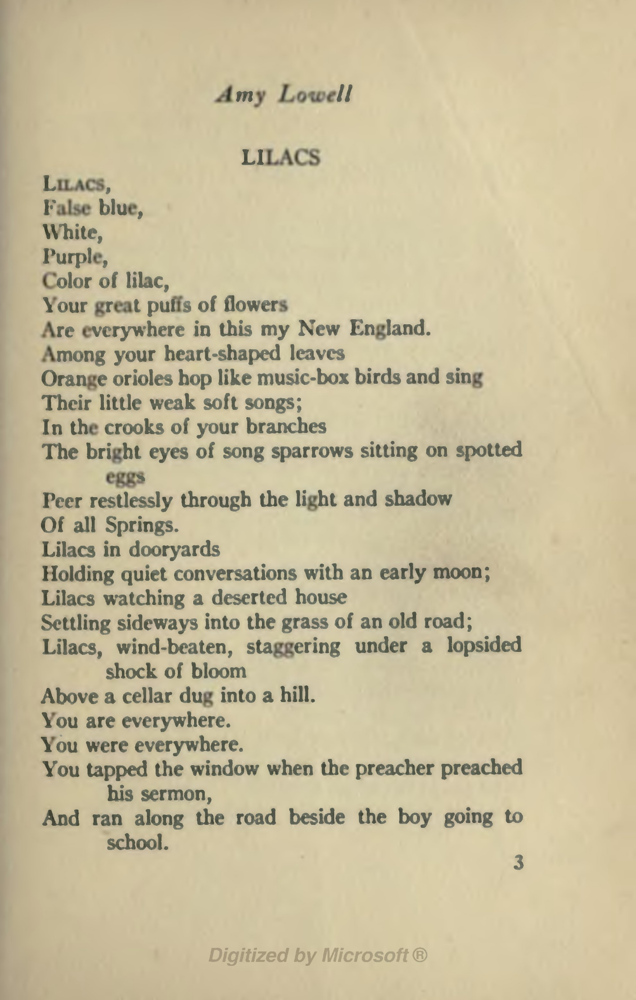 Amy Lowell
LILACS
LILACS,
False blue,
White,
Purple,
Color of lilac,
Your great puffs of flowers
Are everywhere in this my New England.
Among your heart-shaped leaves
Orange orioles hop like music-box birds and sing
Their little weak soft songs;
In the crooks of your branches
The bright eyes of song sparrows sitting on spotted
eggs
Peer restlessly through the light and shadow
Of all Springs.
Lilacs in dooryards
Holding quiet conversations with an early moon;
Lilacs watching a deserted house
Settling sideways into the grass of an old road;
Lilacs, wind-beaten, staggering under a lopsided
shock of bloom
Above a cellar dug into a hill.
You are everywhere.
You were everywhere.
You tapped the window when the preacher preached
his sermon,
And ran along the road beside the boy going to
school.
3
Digitized by Microsoft ®